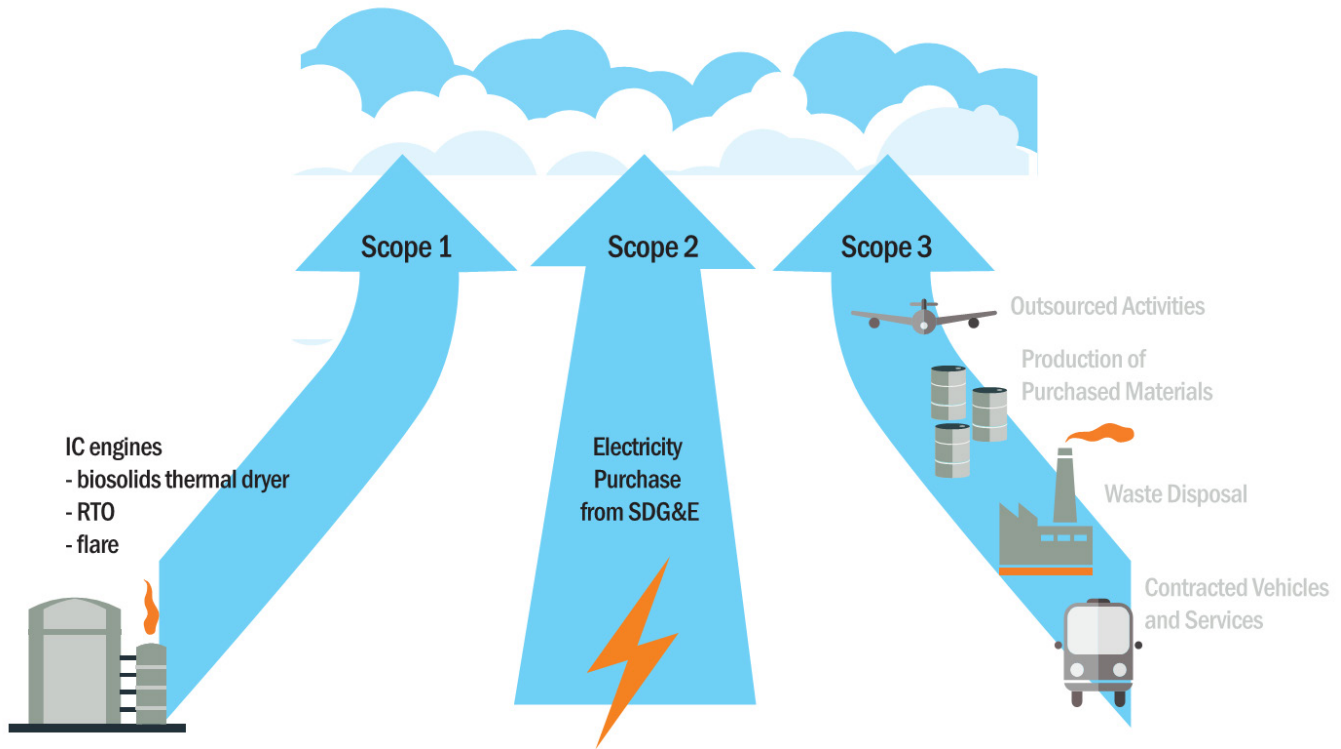 Scope 1
Scope 2
Scope 3
IC engines
- biosolids thermal dryer
- RTO
- flare
Electricity
Purchase
from SDG&E
Outsourced Activities
Production of
Purchased Materials
Waste Disposal
Contracted Vehicles
and Services